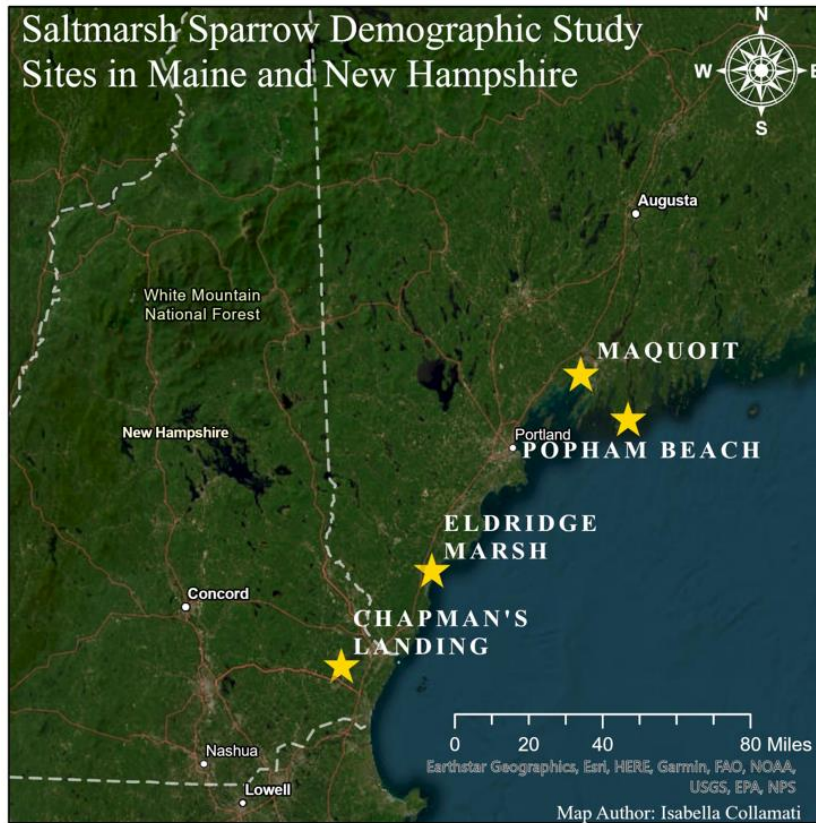 Saltmarsh Sparrow Demographic Study
Sites in Maine and New Hampshire
N
W
E
S
Augusta
White Mountain
National Forest
MAQUOIT
New Hampshire
Portland
POPHAM BEACH
ELDRIDGE
MARSH
Concord
CHAPMAN'S
LANDING
Nashua
Lowell
0 20 40 80 Miles
Earthstar Geographics, Esri, HERE, Garmin, FAO, NOAA,
USGS, EPA, NPS
Map Author: Isabella Collamati